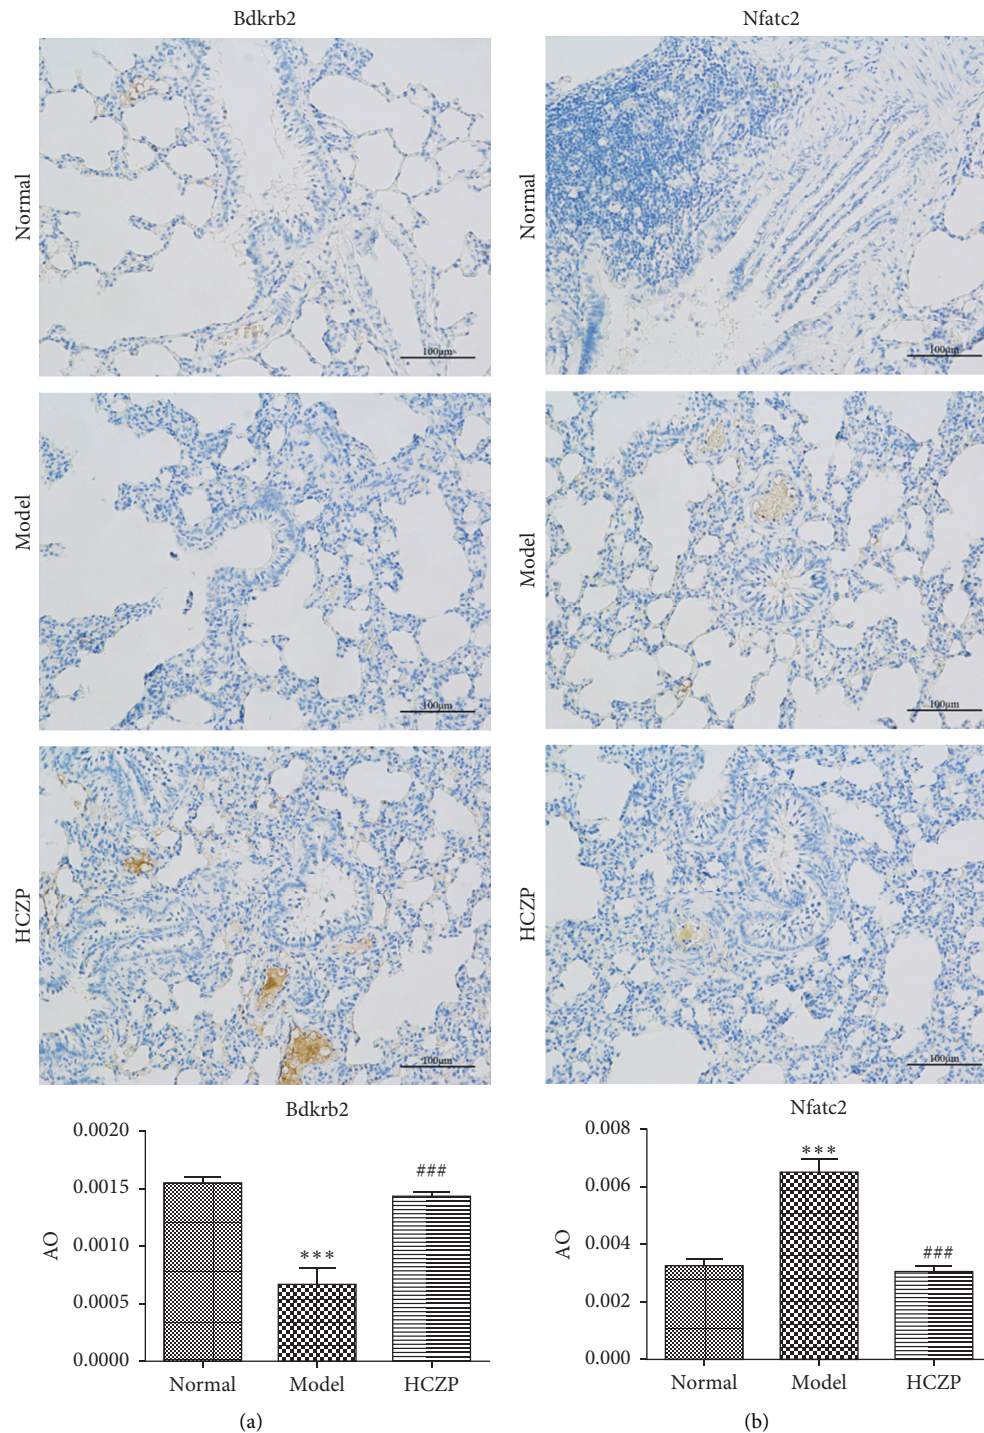 Bdkrb2
Nfatc2
Normal
100μm
Normal
100μm
Model
100μm
Model
100μm
HCZP
100μm
HCZP
100μm
Bdkrb2
0.0020
0.0015
0.0010
0.0005
0.0000
AO
***
###
Normal Model HCZP
(a)
Nfatc2
0.008
0.006
0.004
0.002
0.000
AO
***
###
Normal Model HCZP
(b)